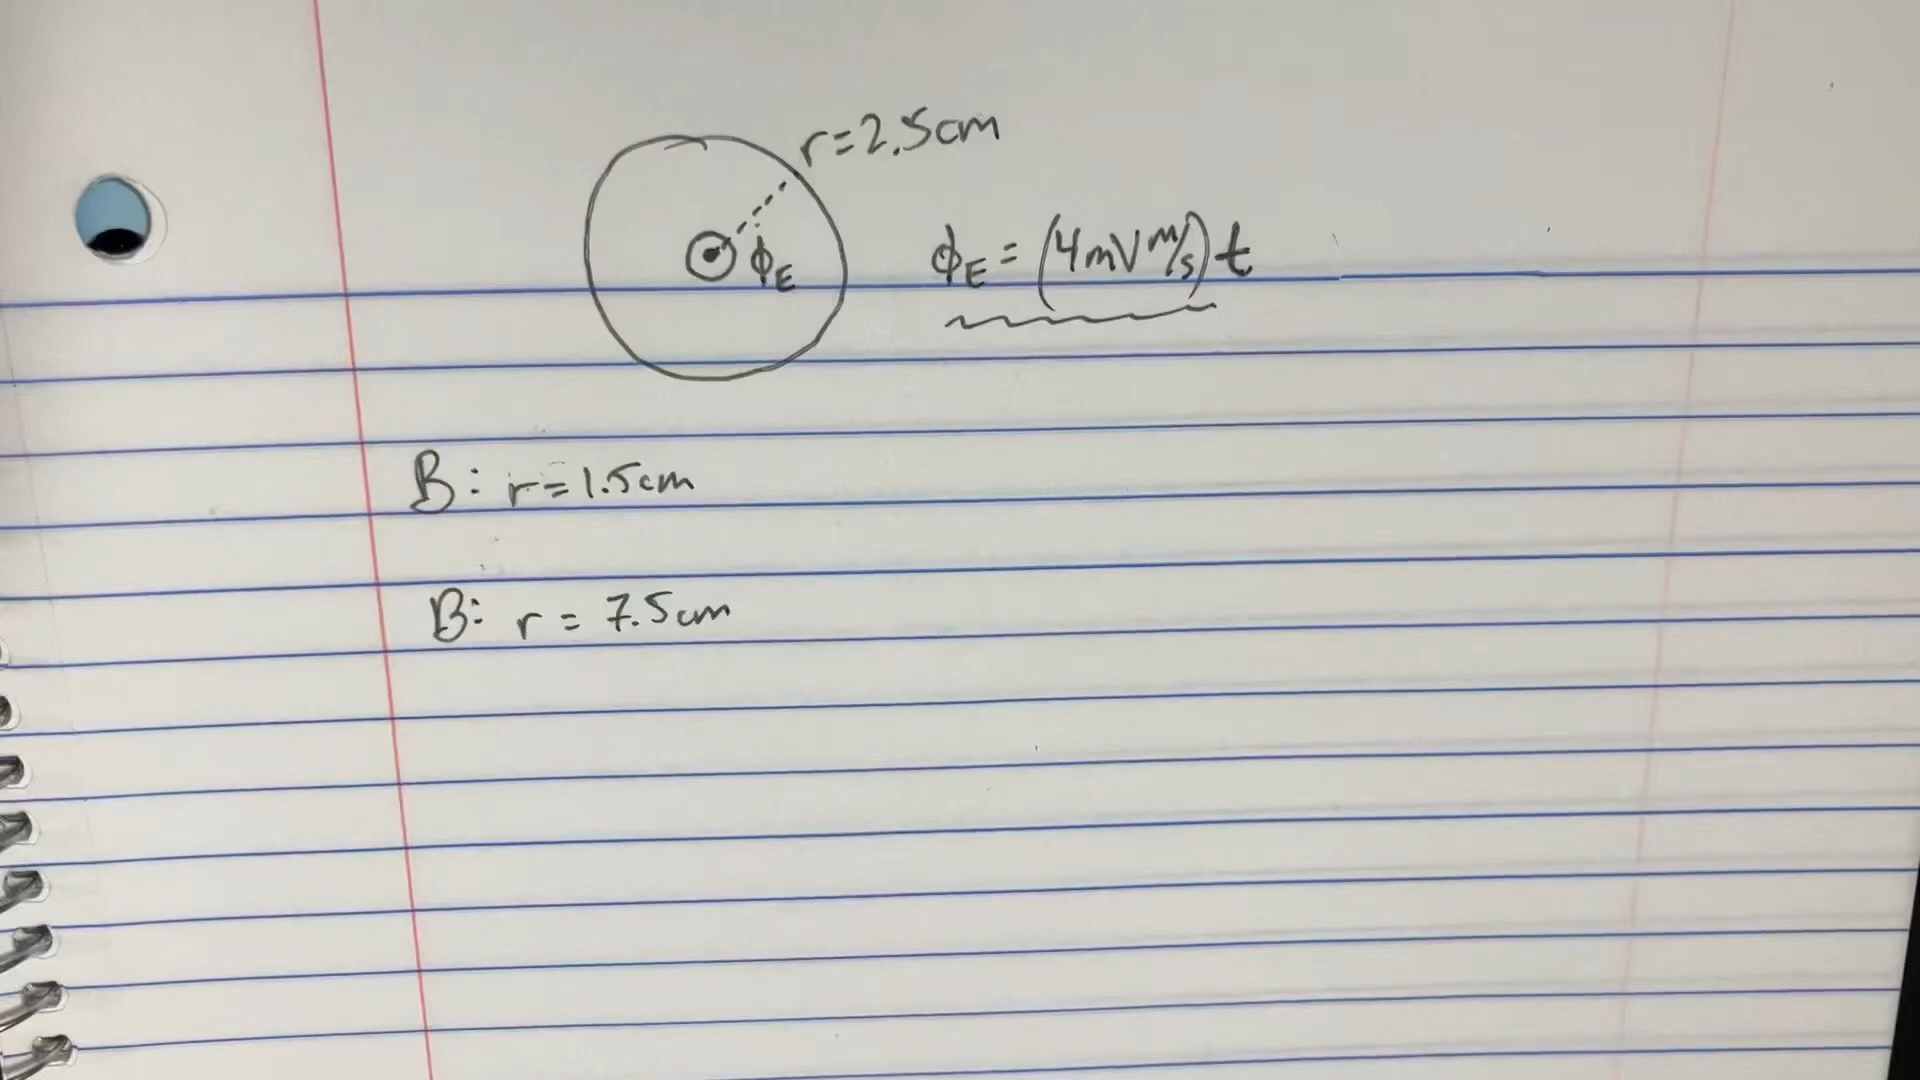 r=2.5cm
ϕE
ϕE = (4mV m/s) t
B: r=1.5cm
B: r = 7.5cm